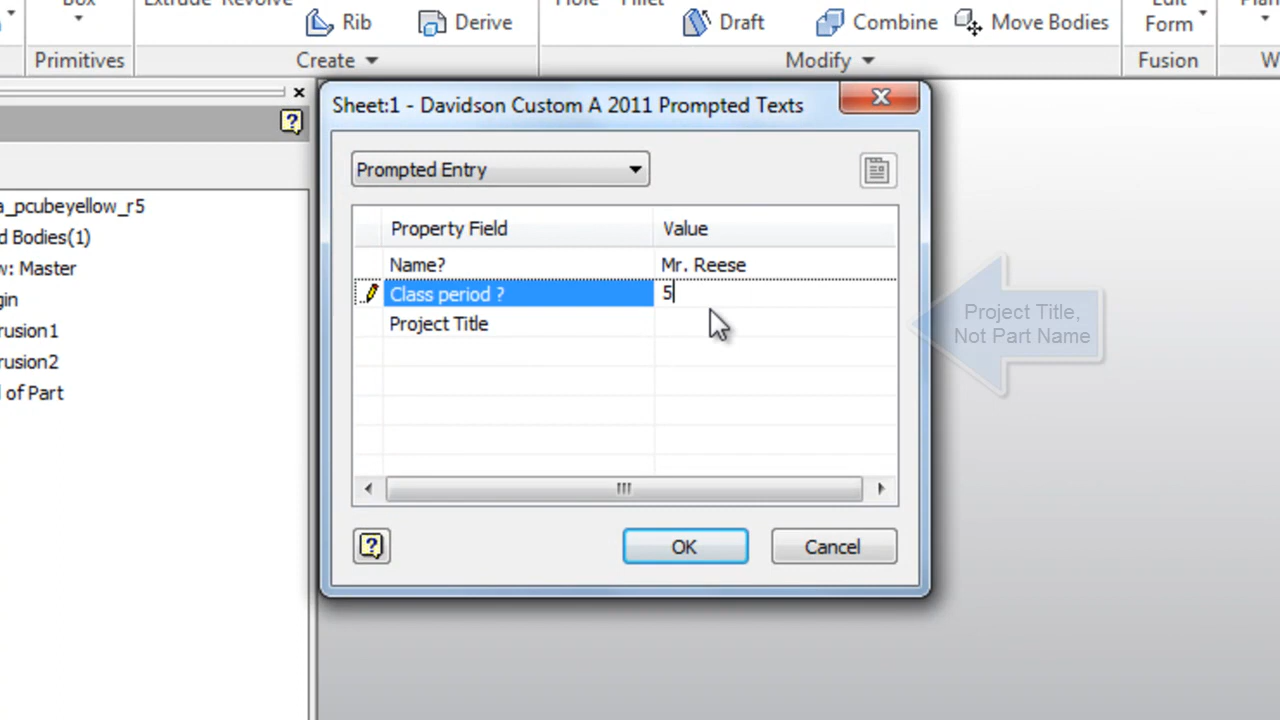 Box
Extrude Revolve
Hole Fillet
Edit
Rib
Derive
Draft
Combine
Move Bodies
Form
Primitives
Create
Modify
Fusion
Sheet:1 - Davidson Custom A 2011 Prompted Texts
Prompted Entry
a_pcubeyellow_r5
d Bodies(1)
w: Master
gin
rusion1
rusion2
l of Part
Property Field Value
Name? Mr. Reese
Class period ? 5
Project Title
Project Title,
Not Part Name
OK
Cancel